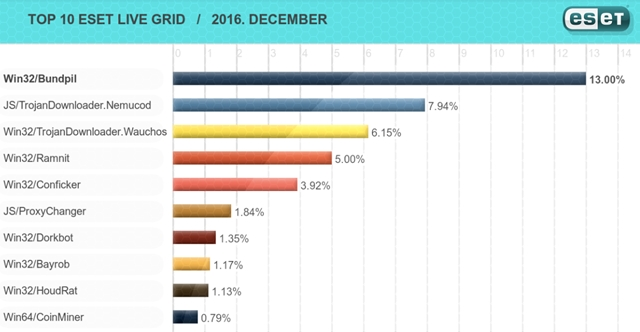 TOP 10 ESET LIVE GRID / 2016. DECEMBER
eset
0 1 2 3 4 5 6 7 8 9 10 11 12 13 14
Win32/Bundpil 13.00%
JS/TrojanDownloader.Nemucod 7.94%
Win32/TrojanDownloader.Wauchos 6.15%
Win32/Ramnit 5.00%
Win32/Conficker 3.92%
JS/ProxyChanger 1.84%
Win32/Dorkbot 1.35%
Win32/Bayrob 1.17%
Win32/HoudRat 1.13%
Win64/CoinMiner 0.79%